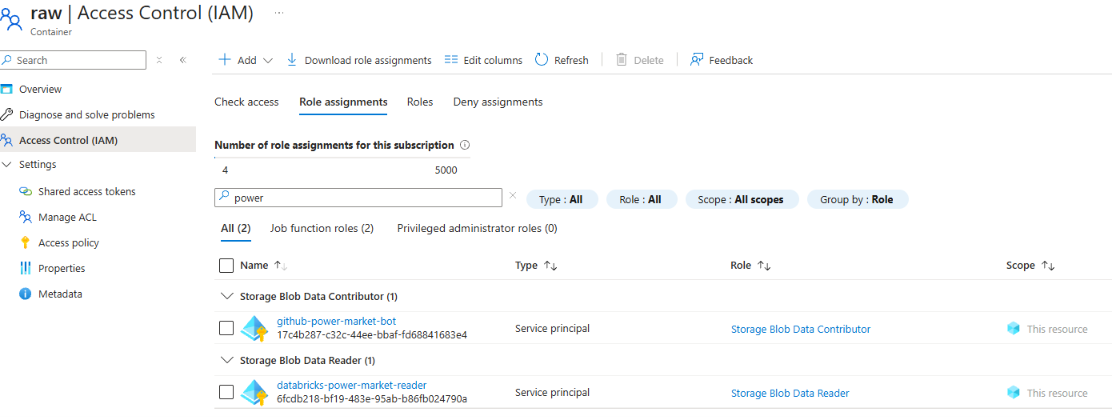 raw | Access Control (IAM) ...
Container
Search
Add
Download role assignments
Edit columns
Refresh
Delete
Feedback
Overview
Diagnose and solve problems
Access Control (IAM)
Settings
Shared access tokens
Manage ACL
Access policy
Properties
Metadata
Check access
Role assignments
Roles
Deny assignments
Number of role assignments for this subscription
4 5000
power
Type : All
Role : All
Scope : All scopes
Group by : Role
All (2)
Job function roles (2)
Privileged administrator roles (0)
Name Type Role Scope
Storage Blob Data Contributor (1)
github-power-market-bot Service principal Storage Blob Data Contributor This resource
17c4b287-c32c-44ee-bbaf-fd68841683e4
Storage Blob Data Reader (1)
databricks-power-market-reader Service principal Storage Blob Data Reader This resource
6fcdb218-bf19-483e-95ab-b86fb024790a